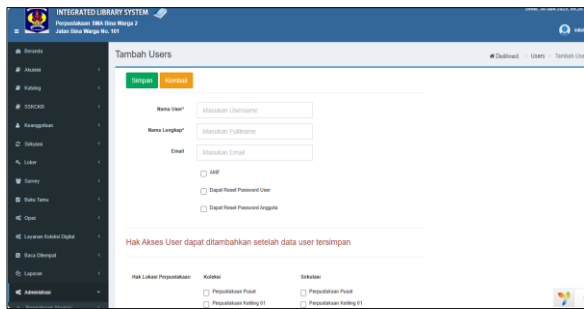 INTEGRATED LIBRARY SYSTEM
Perpustakaan SMA Bina Warga 2
Jalan Bina Warga No. 101
Beranda
Akuisisi
Katalog
SSKCKR
Keanggotaan
Sirkulasi
Loker
Survey
Buku Tamu
Opac
Layanan Koleksi Digital
Baca Ditempat
Laporan
Administrasi
Tambah Users
Dashboard > Users > Tambah
Simpan Kembali
Nama User* Masukan Username
Nama Lengkap* Masukan Fullname
Email Masukan Email
Aktif
Dapat Reset Password User
Dapat Reset Password Anggota
Hak Akses User dapat ditambahkan setelah data user tersimpan
Hak Lokasi Perpustakaan Koleksi Sirkulasi
Perpustakaan Pusat Perpustakaan Pusat
Perpustakaan Keliling 01 Perpustakaan Keliling 01